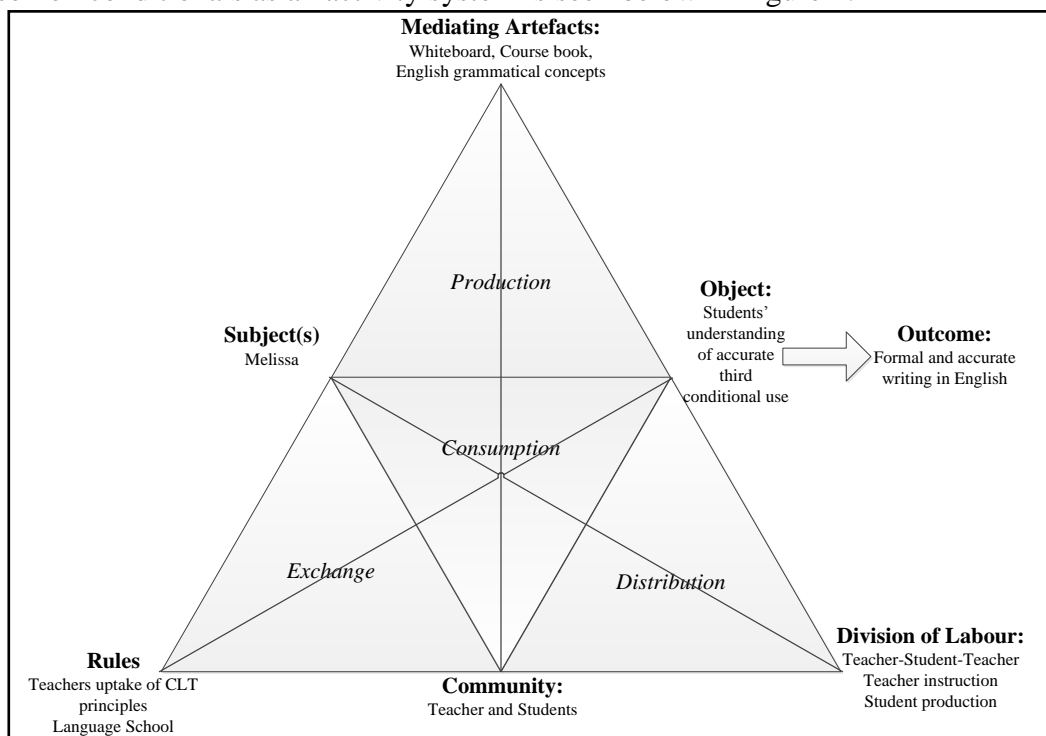 Mediating Artefacts:
Whiteboard, Course book,
English grammatical concepts
Production
Object:
Students’
understanding
of accurate
third
conditional use
Subject(s)
Melissa
Outcome:
Formal and accurate
writing in English
Consumption
Exchange
Distribution
Rules
Teachers uptake of CLT
principles
Language School
Community:
Teacher and Students
Division of Labour:
Teacher-Student-Teacher
Teacher instruction
Student production